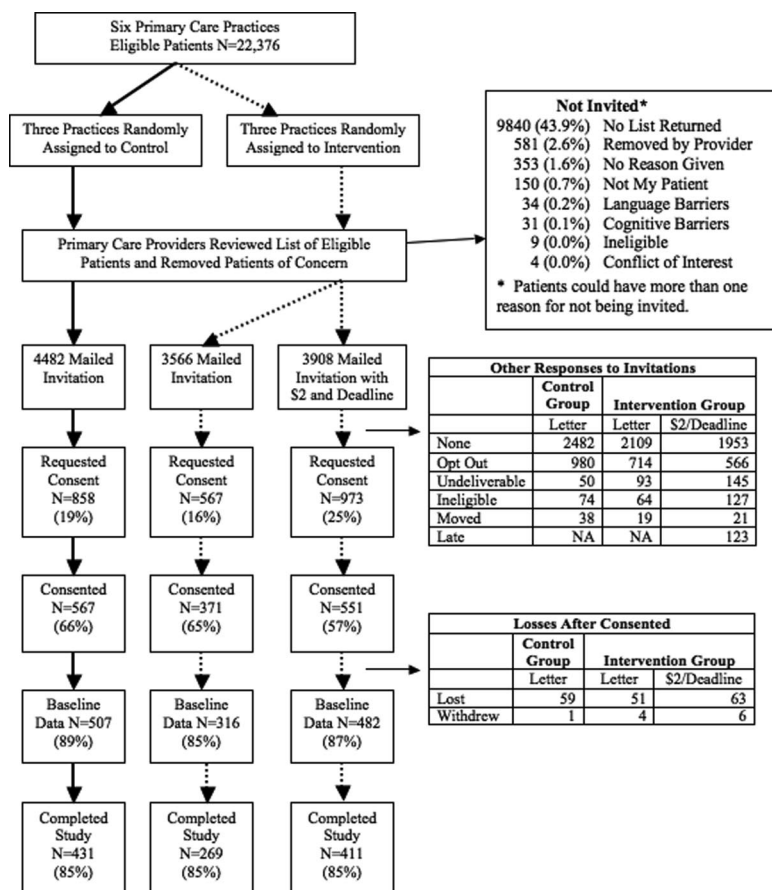 Six Primary Care Practices
Eligible Patients N=22,376
Three Practices Randomly
Assigned to Control
Three Practices Randomly
Assigned to Intervention
Not Invited*
9840 (43.9%) No List Returned
581 (2.6%) Removed by Provider
353 (1.6%) No Reason Given
150 (0.7%) Not My Patient
34 (0.2%) Language Barriers
31 (0.1%) Cognitive Barriers
9 (0.0%) Ineligible
4 (0.0%) Conflict of Interest
* Patients could have more than one
reason for not being invited.
Primary Care Providers Reviewed List of Eligible
Patients and Removed Patients of Concern
4482 Mailed
Invitation
3566 Mailed
Invitation
3908 Mailed
Invitation with
$2 and Deadline
Other Responses to Invitations
Control
Group Intervention Group
Letter Letter $2/Deadline
None 2482 2109 1953
Opt Out 980 714 566
Undeliverable 50 93 145
Ineligible 74 64 127
Moved 38 19 21
Late NA NA 123
Requested
Consent
N=858
(19%)
Requested
Consent
N=567
(16%)
Requested
Consent
N=973
(25%)
Consented
N=567
(66%)
Consented
N=371
(65%)
Consented
N=551
(57%)
Losses After Consented
Control
Group Intervention Group
Letter Letter $2/Deadline
Lost 59 51 63
Withdrew 1 4 6
Baseline
Data N=507
(89%)
Baseline
Data N=316
(85%)
Baseline
Data N=482
(87%)
Completed
Study
N=431
(85%)
Completed
Study
N=269
(85%)
Completed
Study
N=411
(85%)